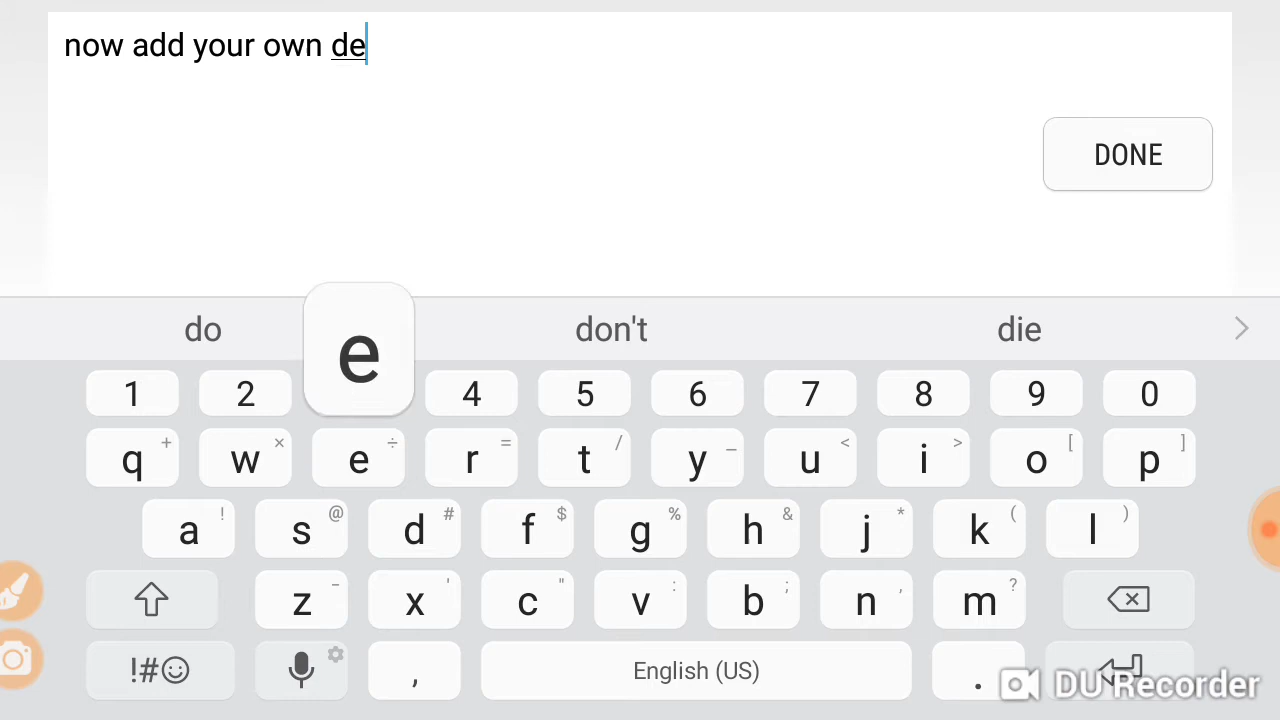 now add your own de
DONE
do don't die
e
1 2 4 5 6 7 8 9 0
q + w × e ÷ r = t / y _ u < i > o [ p ]
a ! s @ d # f $ g % h & j * k ( l )
z - x ' c " v : b ; n , m ?
!#☺ , English (US) .
DU Recorder